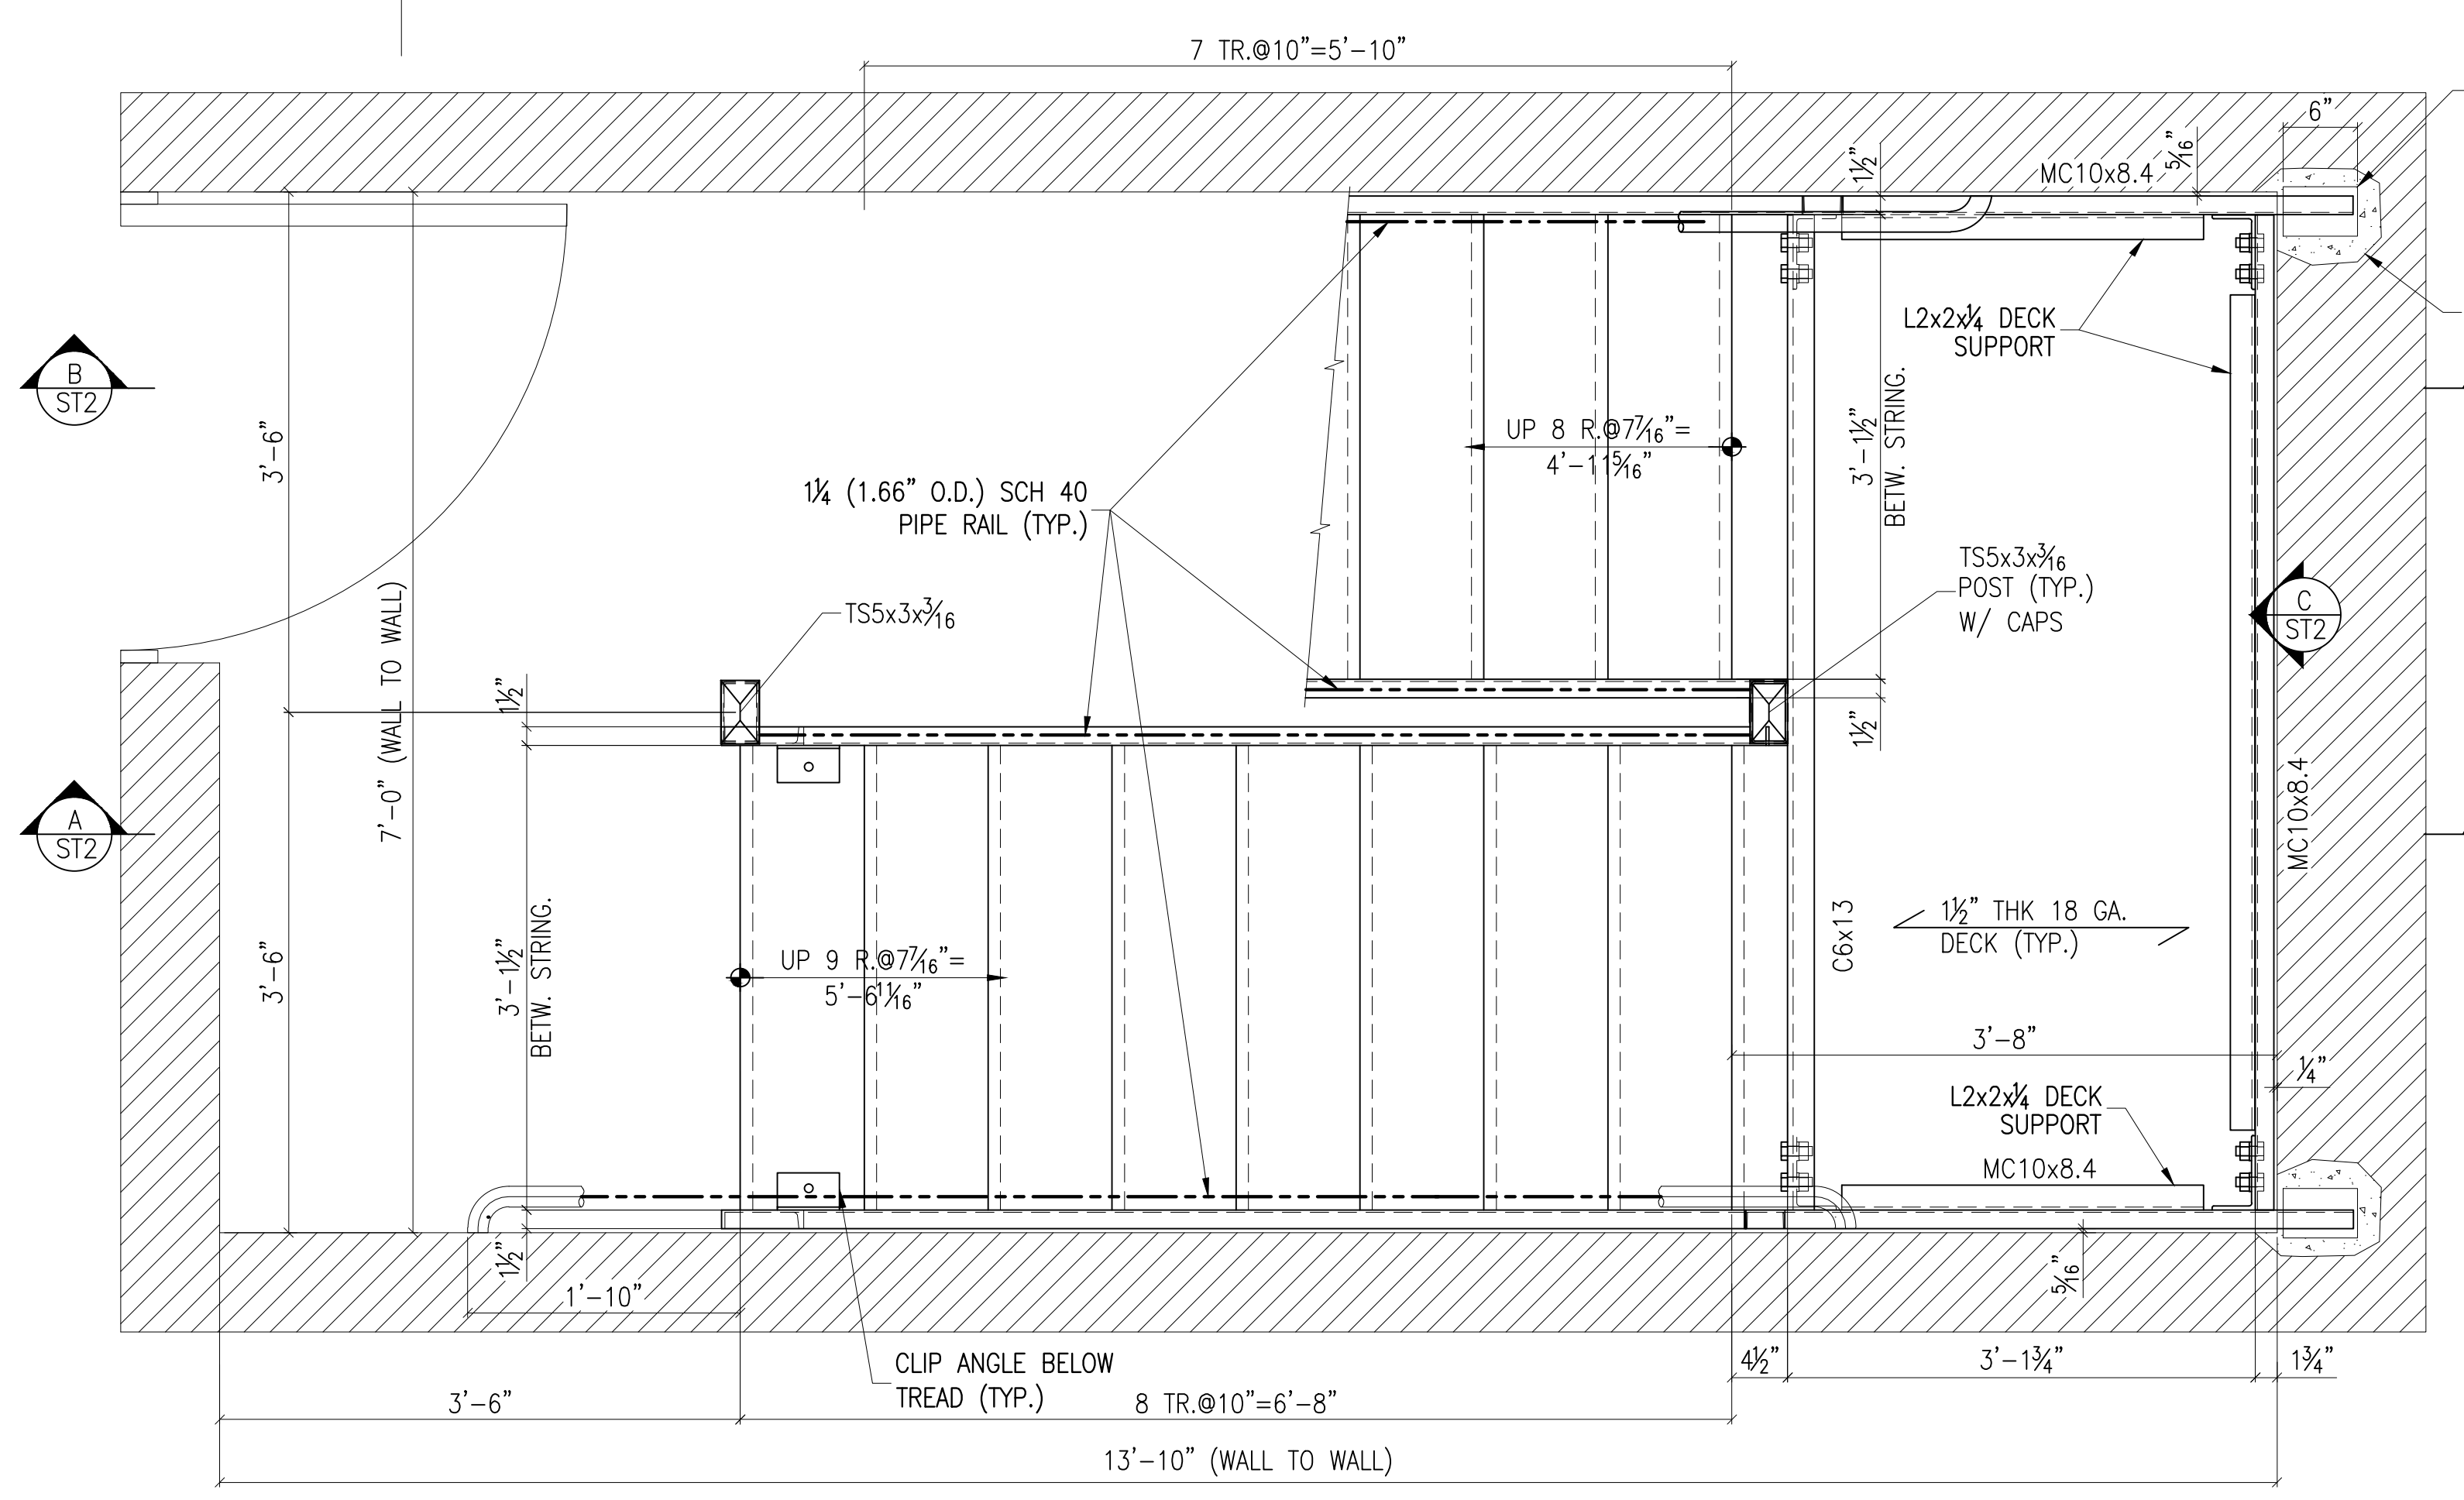 7 TR.@10"=5'-10"
6"
1½"
MC10x8.4
5/16"
B
ST2
L2x2x¼ DECK
SUPPORT
3'-6"
UP 8 R.@7⁷⁄₁₆"=
4'-11⁵⁄₁₆"
3'-1½"
BETW. STRING.
1¼ (1.66" O.D.) SCH 40
PIPE RAIL (TYP.)
TS5x3x³⁄₁₆
POST (TYP.)
W/ CAPS
C
ST2
TS5x3x³⁄₁₆
7'-0" (WALL TO WALL)
1½"
1½"
A
ST2
MC10x8.4
3'-6"
3'-1½"
BETW. STRING.
UP 9 R.@7⁷⁄₁₆"=
5'-6¹¹⁄₁₆"
C6x13
1½" THK 18 GA.
DECK (TYP.)
3'-8"
¼"
L2x2x¼ DECK
SUPPORT
MC10x8.4
1½"
5/16"
1'-10"
CLIP ANGLE BELOW
TREAD (TYP.)
4½"
3'-1¾"
1¾"
3'-6"
8 TR.@10"=6'-8"
13'-10" (WALL TO WALL)